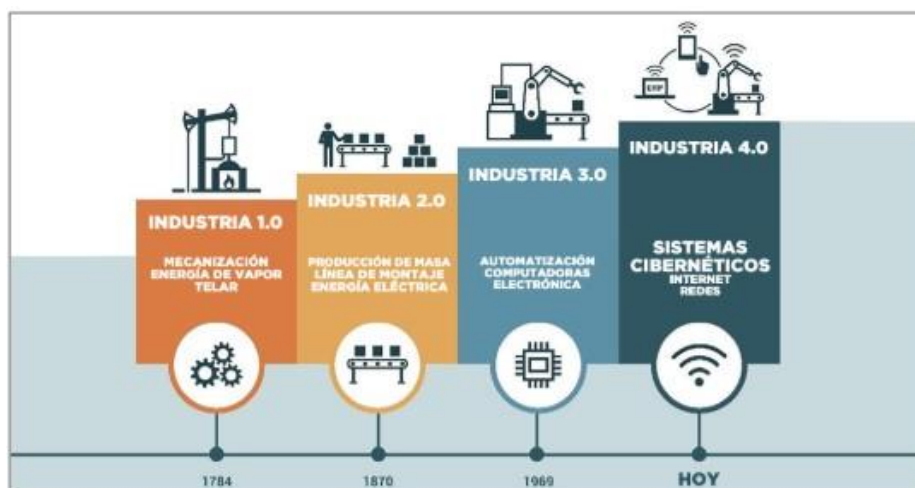 ERP
INDUSTRIA 1.0
MECANIZACIÓN
ENERGÍA DE VAPOR
TELAR
INDUSTRIA 2.0
PRODUCCIÓN DE MASA
LÍNEA DE MONTAJE
ENERGÍA ELÉCTRICA
INDUSTRIA 3.0
AUTOMATIZACIÓN
COMPUTADORAS
ELECTRÓNICA
INDUSTRIA 4.0
SISTEMAS
CIBERNÉTICOS
INTERNET
REDES
1784
1870
1969
HOY